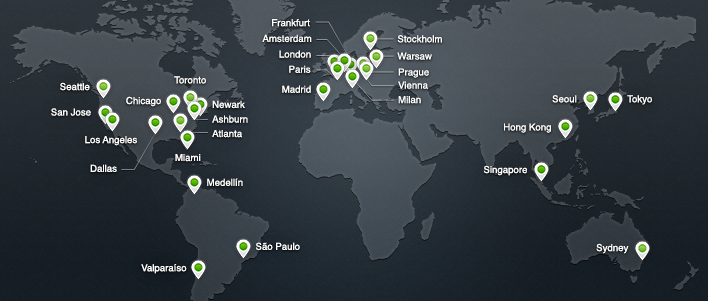 Frankfurt
Amsterdam
Stockholm
London
Warsaw
Paris
Prague
Toronto
Vienna
Seattle
Madrid
Milan
Chicago
Newark
Seoul
Tokyo
San Jose
Ashburn
Hong Kong
Los Angeles
Atlanta
Dallas
Miami
Singapore
Medellín
São Paulo
Sydney
Valparaíso